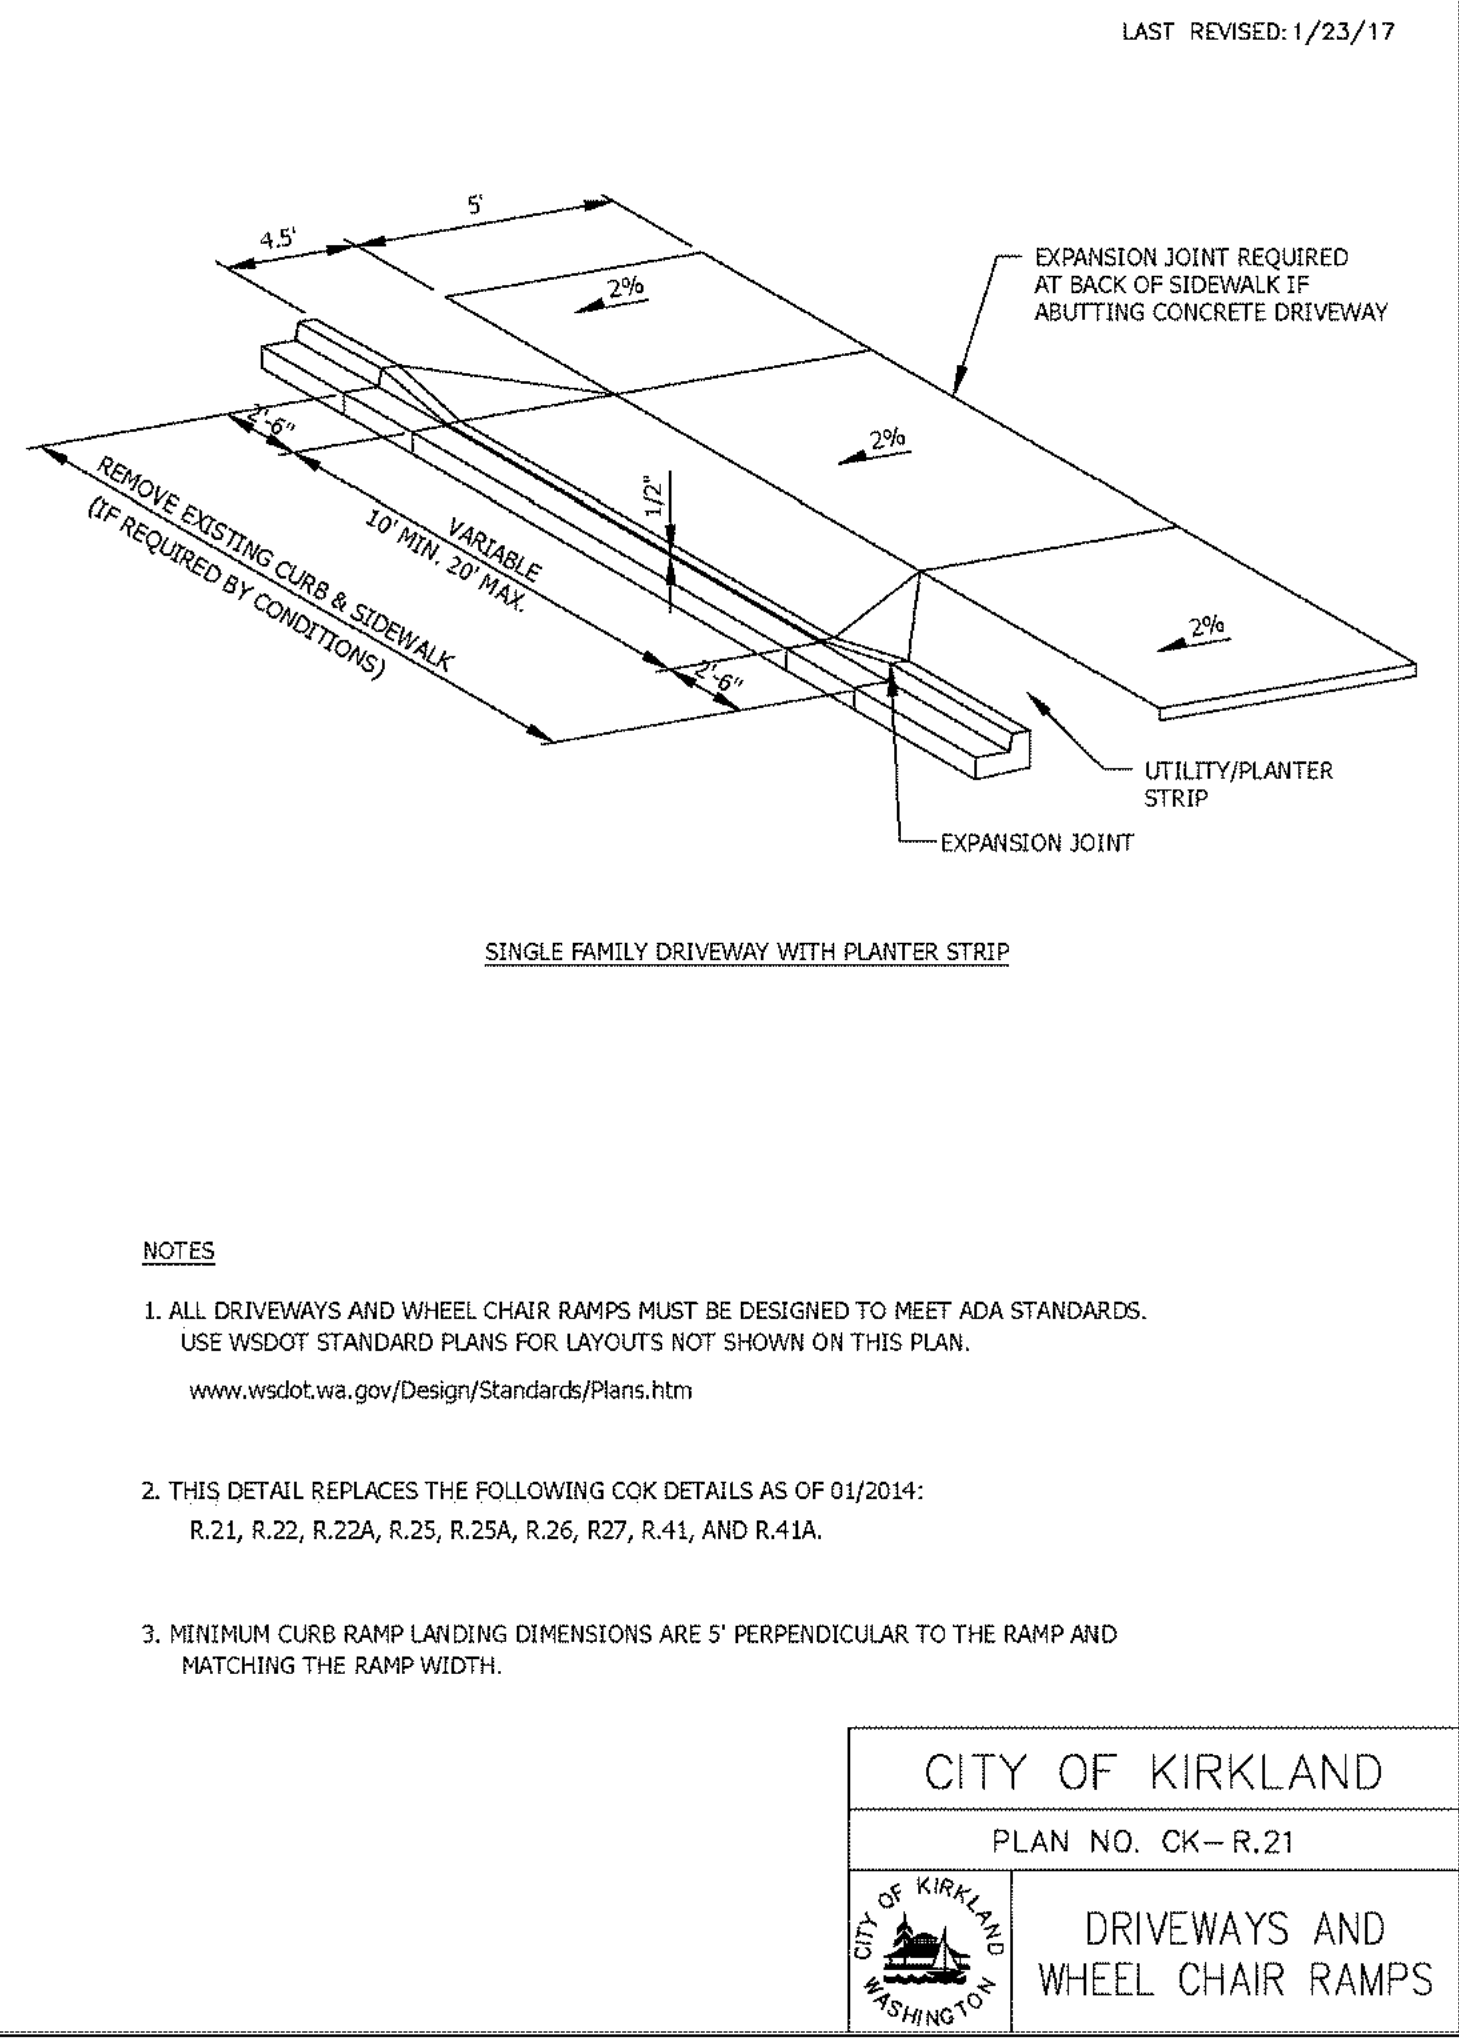 LAST REVISED: 1/23/17
5'
4.5'
2%
EXPANSION JOINT REQUIRED
AT BACK OF SIDEWALK IF
ABUTTING CONCRETE DRIVEWAY
2'-6"
2%
REMOVE EXISTING CURB & SIDEWALK
(IF REQUIRED BY CONDITIONS)
VARIABLE
10' MIN. 20' MAX.
1/2"
2%
2'-6"
UTILITY/PLANTER
STRIP
EXPANSION JOINT
SINGLE FAMILY DRIVEWAY WITH PLANTER STRIP
NOTES
1. ALL DRIVEWAYS AND WHEEL CHAIR RAMPS MUST BE DESIGNED TO MEET ADA STANDARDS.
USE WSDOT STANDARD PLANS FOR LAYOUTS NOT SHOWN ON THIS PLAN.
www.wsdot.wa.gov/Design/Standards/Plans.htm
2. THIS DETAIL REPLACES THE FOLLOWING COK DETAILS AS OF 01/2014:
R.21, R.22, R.22A, R.25, R.25A, R.26, R27, R.41, AND R.41A.
3. MINIMUM CURB RAMP LANDING DIMENSIONS ARE 5' PERPENDICULAR TO THE RAMP AND
MATCHING THE RAMP WIDTH.
CITY OF KIRKLAND
PLAN NO. CK-R.21
CITY OF KIRKLAND
WASHINGTON
DRIVEWAYS AND
WHEEL CHAIR RAMPS